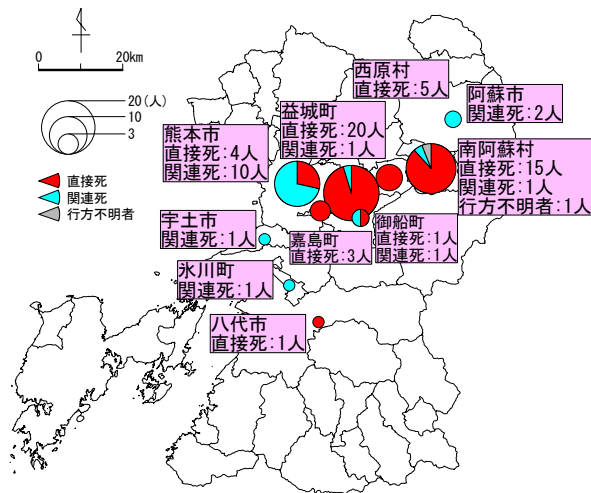 0 20km
20(人)
10
3
直接死
関連死
行方不明者
西原村
直接死:5人
阿蘇市
関連死:2人
益城町
直接死:20人
関連死:1人
熊本市
直接死:4人
関連死:10人
南阿蘇村
直接死:15人
関連死:1人
行方不明者:1人
宇土市
関連死:1人
嘉島町
直接死:3人
御船町
直接死:1人
関連死:1人
氷川町
関連死:1人
八代市
直接死:1人